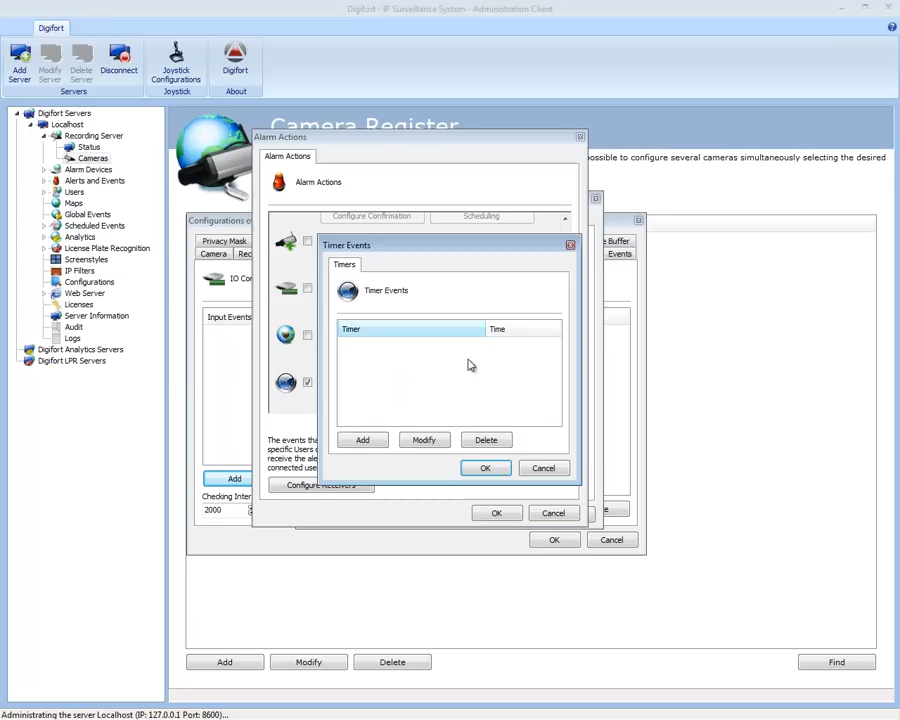 Digifort - IP Surveillance System - Administration Client
Digifort
Add Server
Modify Server
Delete Server
Disconnect
Joystick Configurations
Digifort
Servers
Joystick
About
Digifort Servers
Localhost
Recording Server
Status
Cameras
Alarm Devices
Alerts and Events
Users
Maps
Global Events
Scheduled Events
Analytics
License Plate Recognition
Screenstyles
IP Filters
Configurations
Web Server
Licenses
Server Information
Audit
Logs
Digifort Analytics Servers
Digifort LPR Servers
Camera Register
possible to configure several cameras simultaneously selecting the desired
Configurations o
Privacy Mask
e Buffer
Camera
Rec
Events
IO Co
Input Events
Add
Checking Inter
2000
OK
Cancel
Alarm Actions
Alarm Actions
Alarm Actions
Configure Confirmation
Scheduling
The events tha
specific Users o
receive the ale
connected use
Configure Receivers
OK
Cancel
Timer Events
Timers
Timer Events
Timer
Time
Add
Modify
Delete
OK
Cancel
Add
Modify
Delete
Find
Administrating the server Localhost (IP: 127.0.0.1 Port: 8600)...